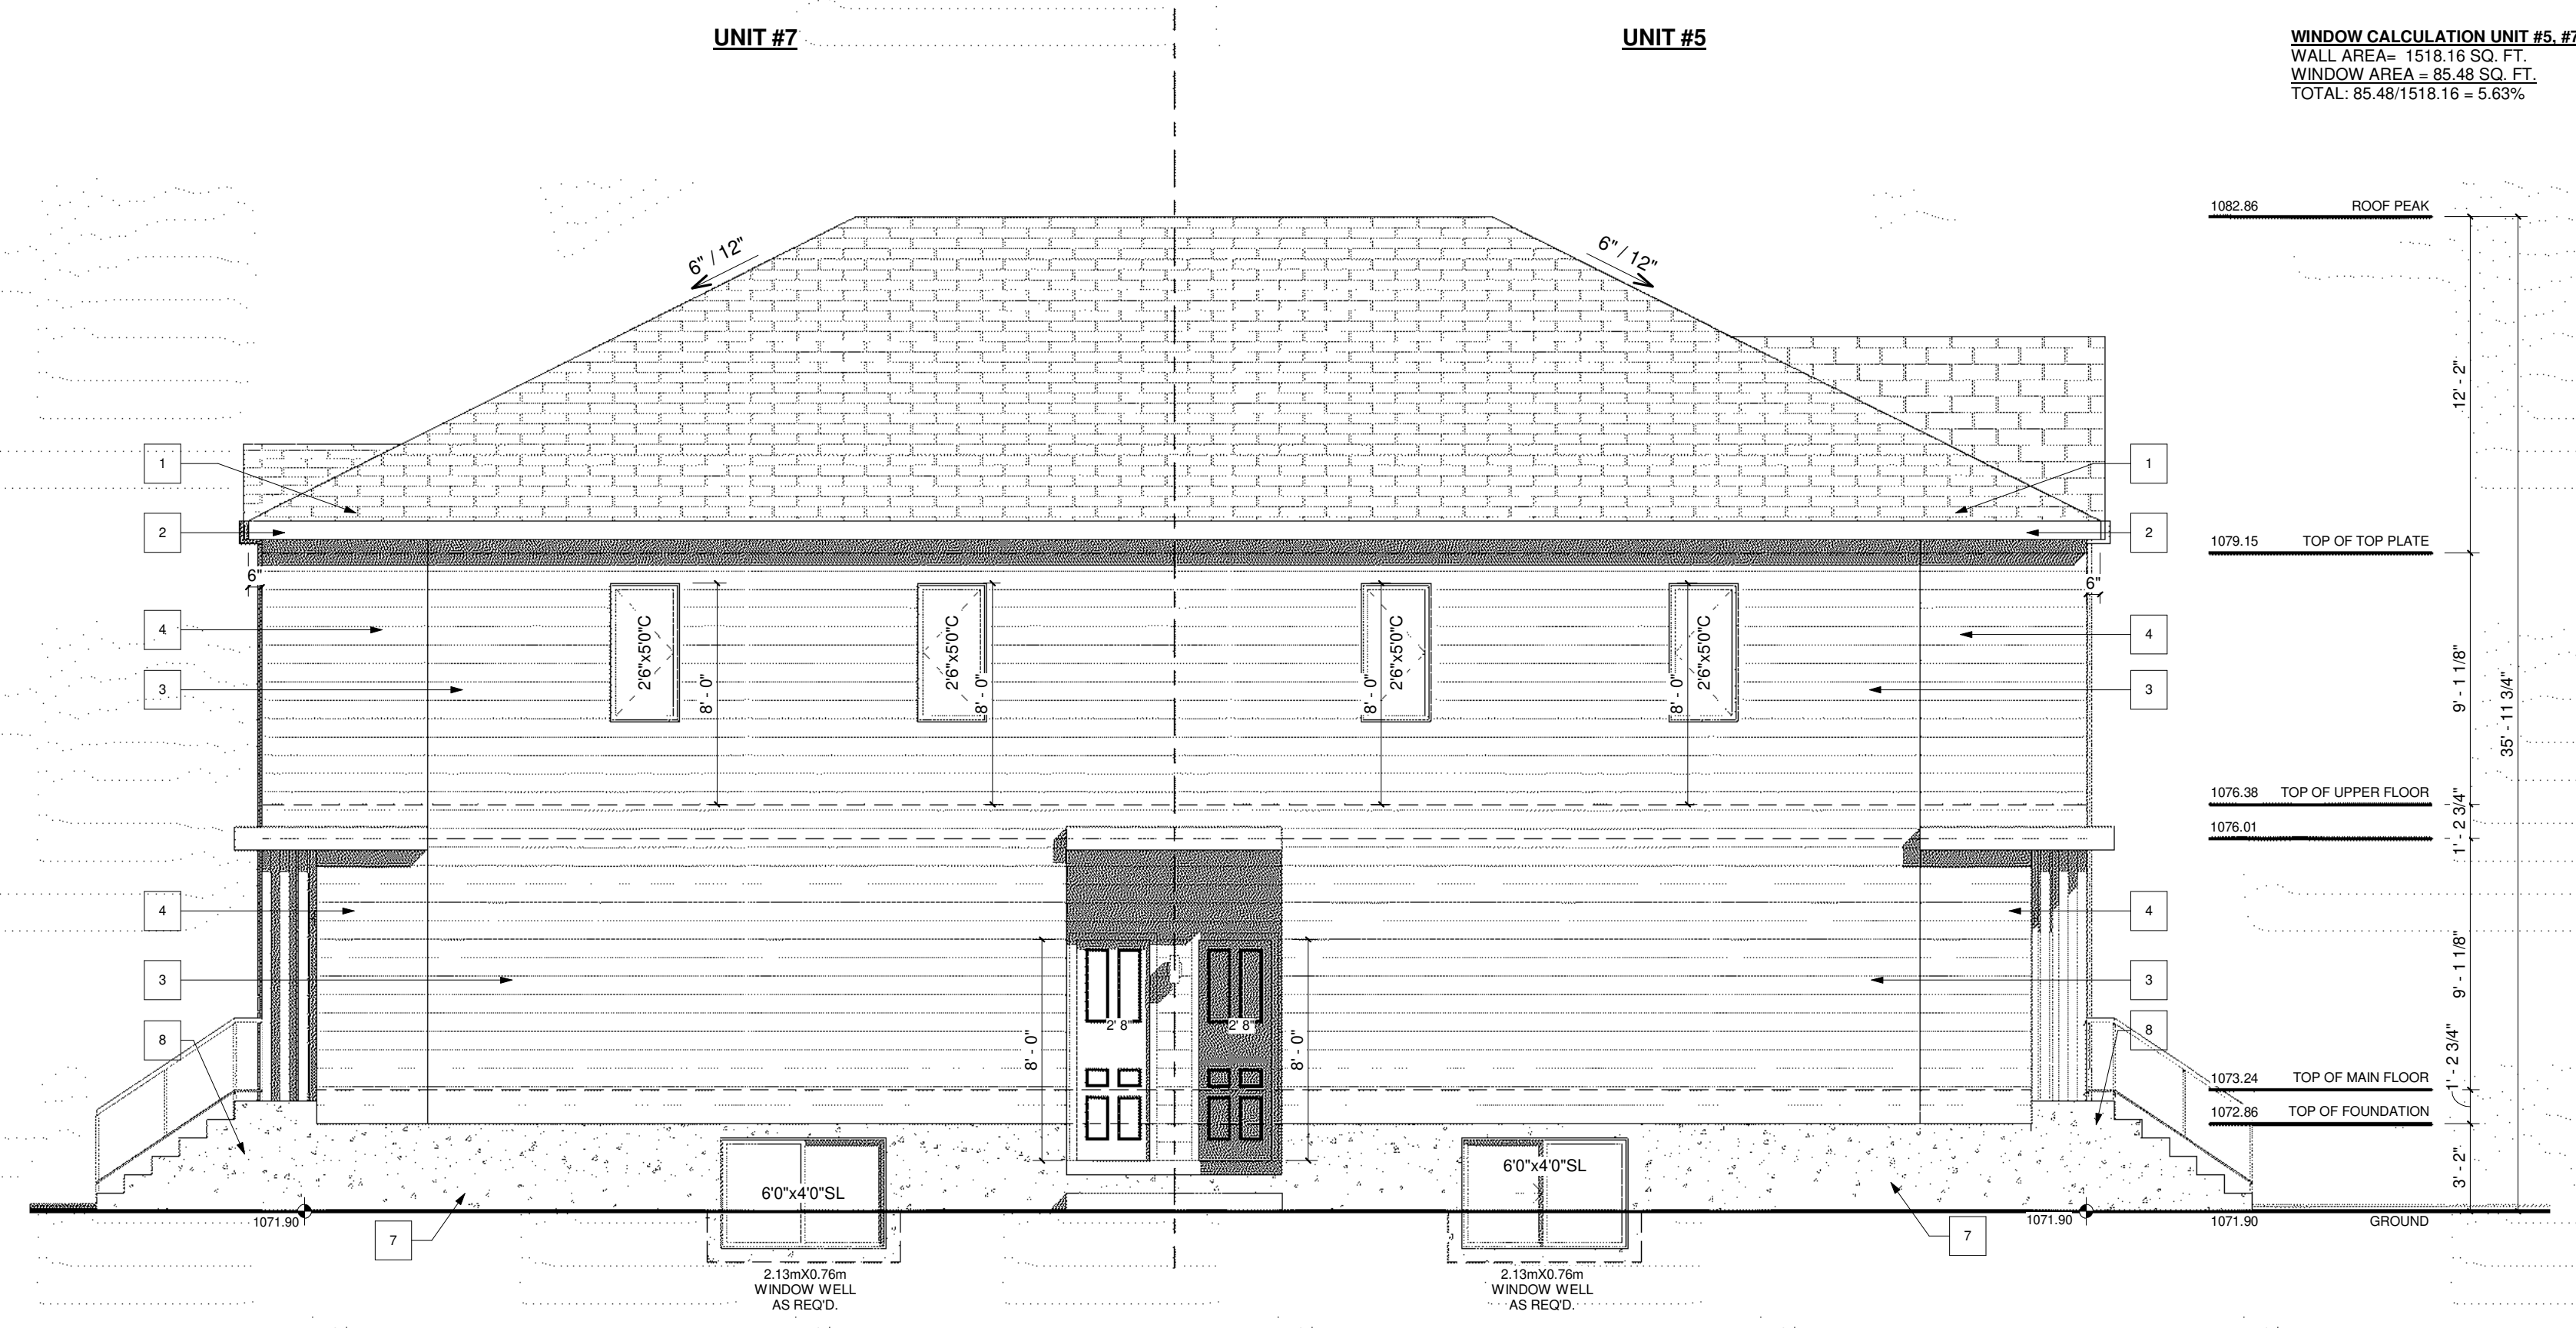 UNIT #7
UNIT #5
WINDOW CALCULATION UNIT #5, #7
WALL AREA= 1518.16 SQ. FT.
WINDOW AREA = 85.48 SQ. FT.
TOTAL: 85.48/1518.16 = 5.63%
1082.86 ROOF PEAK
6" / 12"
6" / 12"
12' - 2"
1
1
2
2
1079.15 TOP OF TOP PLATE
6"
6"
4
4
2'6"x5'0"C
2'6"x5'0"C
2'6"x5'0"C
2'6"x5'0"C
8' - 0"
8' - 0"
8' - 0"
8' - 0"
3
3
9' - 1 1/8"
35' - 11 3/4"
1076.38 TOP OF UPPER FLOOR
1' - 2 3/4"
1076.01
4
4
3
3
9' - 1 1/8"
2' 8"
2' 8"
8' - 0"
8' - 0"
8
8
1' - 2 3/4"
1073.24 TOP OF MAIN FLOOR
1072.86 TOP OF FOUNDATION
3' - 2"
6'0"x4'0"SL
6'0"x4'0"SL
1071.90
1071.90
1071.90 GROUND
7
7
2.13mX0.76m
WINDOW WELL
AS REQ'D.
2.13mX0.76m
WINDOW WELL
AS REQ'D.